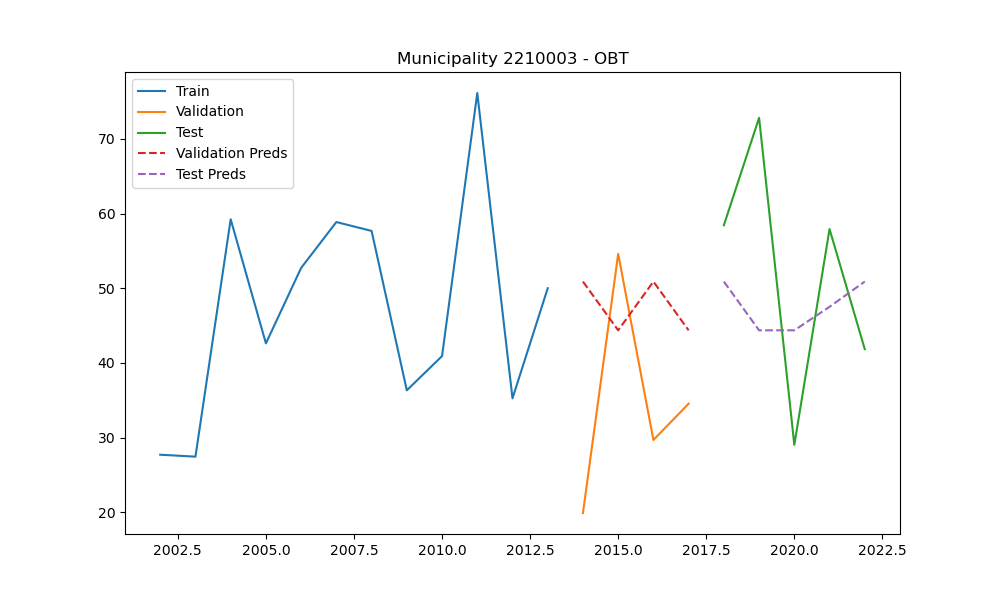 Municipality 2210003 - OBT
Train
Validation
Test
Validation Preds
Test Preds
70
60
50
40
30
20
2002.5 2005.0 2007.5 2010.0 2012.5 2015.0 2017.5 2020.0 2022.5